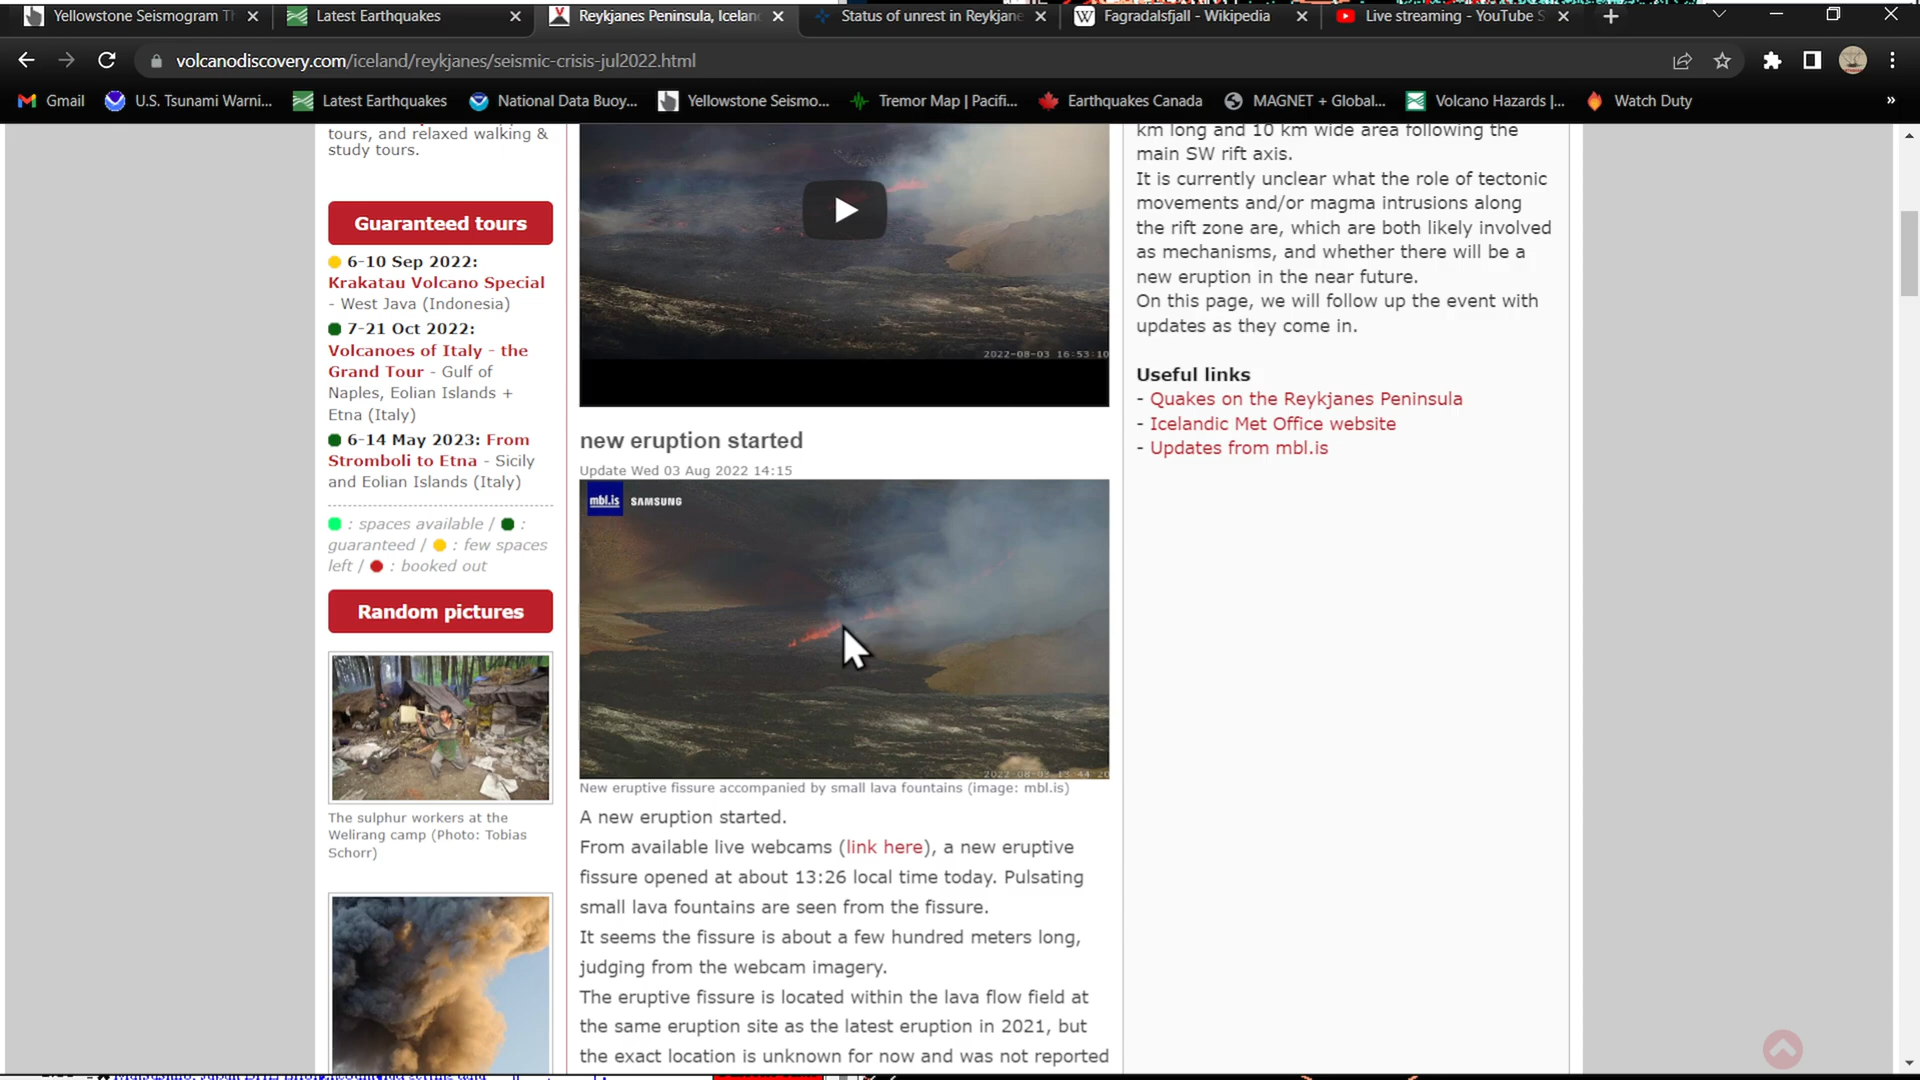 Yellowstone Seismogram Th
Latest Earthquakes
Reykjanes Peninsula, Icelan
Status of unrest in Reykjane
Fagradalsfjall - Wikipedia
Live streaming - YouTube S
volcanodiscovery.com/iceland/reykjanes/seismic-crisis-jul2022.html
Gmail
U.S. Tsunami Warni...
Latest Earthquakes
National Data Buoy...
Yellowstone Seismo...
Tremor Map | Pacifi...
Earthquakes Canada
MAGNET + Global...
Volcano Hazards |...
Watch Duty
»
tours, and relaxed walking &
study tours.
Guaranteed tours
6-10 Sep 2022:
Krakatau Volcano Special
- West Java (Indonesia)
7-21 Oct 2022:
Volcanoes of Italy - the
Grand Tour - Gulf of
Naples, Eolian Islands +
Etna (Italy)
6-14 May 2023: From
Stromboli to Etna - Sicily
and Eolian Islands (Italy)
: spaces available / :
guaranteed / : few spaces
left / : booked out
Random pictures
The sulphur workers at the
Welirang camp (Photo: Tobias
Schorr)
2022-08-03 16:53:10
new eruption started
Update Wed 03 Aug 2022 14:15
mbl.is SAMSUNG
2022-08-03 13:44:20
New eruptive fissure accompanied by small lava fountains (image: mbl.is)
A new eruption started.
From available live webcams (link here), a new eruptive
fissure opened at about 13:26 local time today. Pulsating
small lava fountains are seen from the fissure.
It seems the fissure is about a few hundred meters long,
judging from the webcam imagery.
The eruptive fissure is located within the lava flow field at
the same eruption site as the latest eruption in 2021, but
the exact location is unknown for now and was not reported
km long and 10 km wide area following the
main SW rift axis.
It is currently unclear what the role of tectonic
movements and/or magma intrusions along
the rift zone are, which are both likely involved
as mechanisms, and whether there will be a
new eruption in the near future.
On this page, we will follow up the event with
updates as they come in.
Useful links
- Quakes on the Reykjanes Peninsula
- Icelandic Met Office website
- Updates from mbl.is